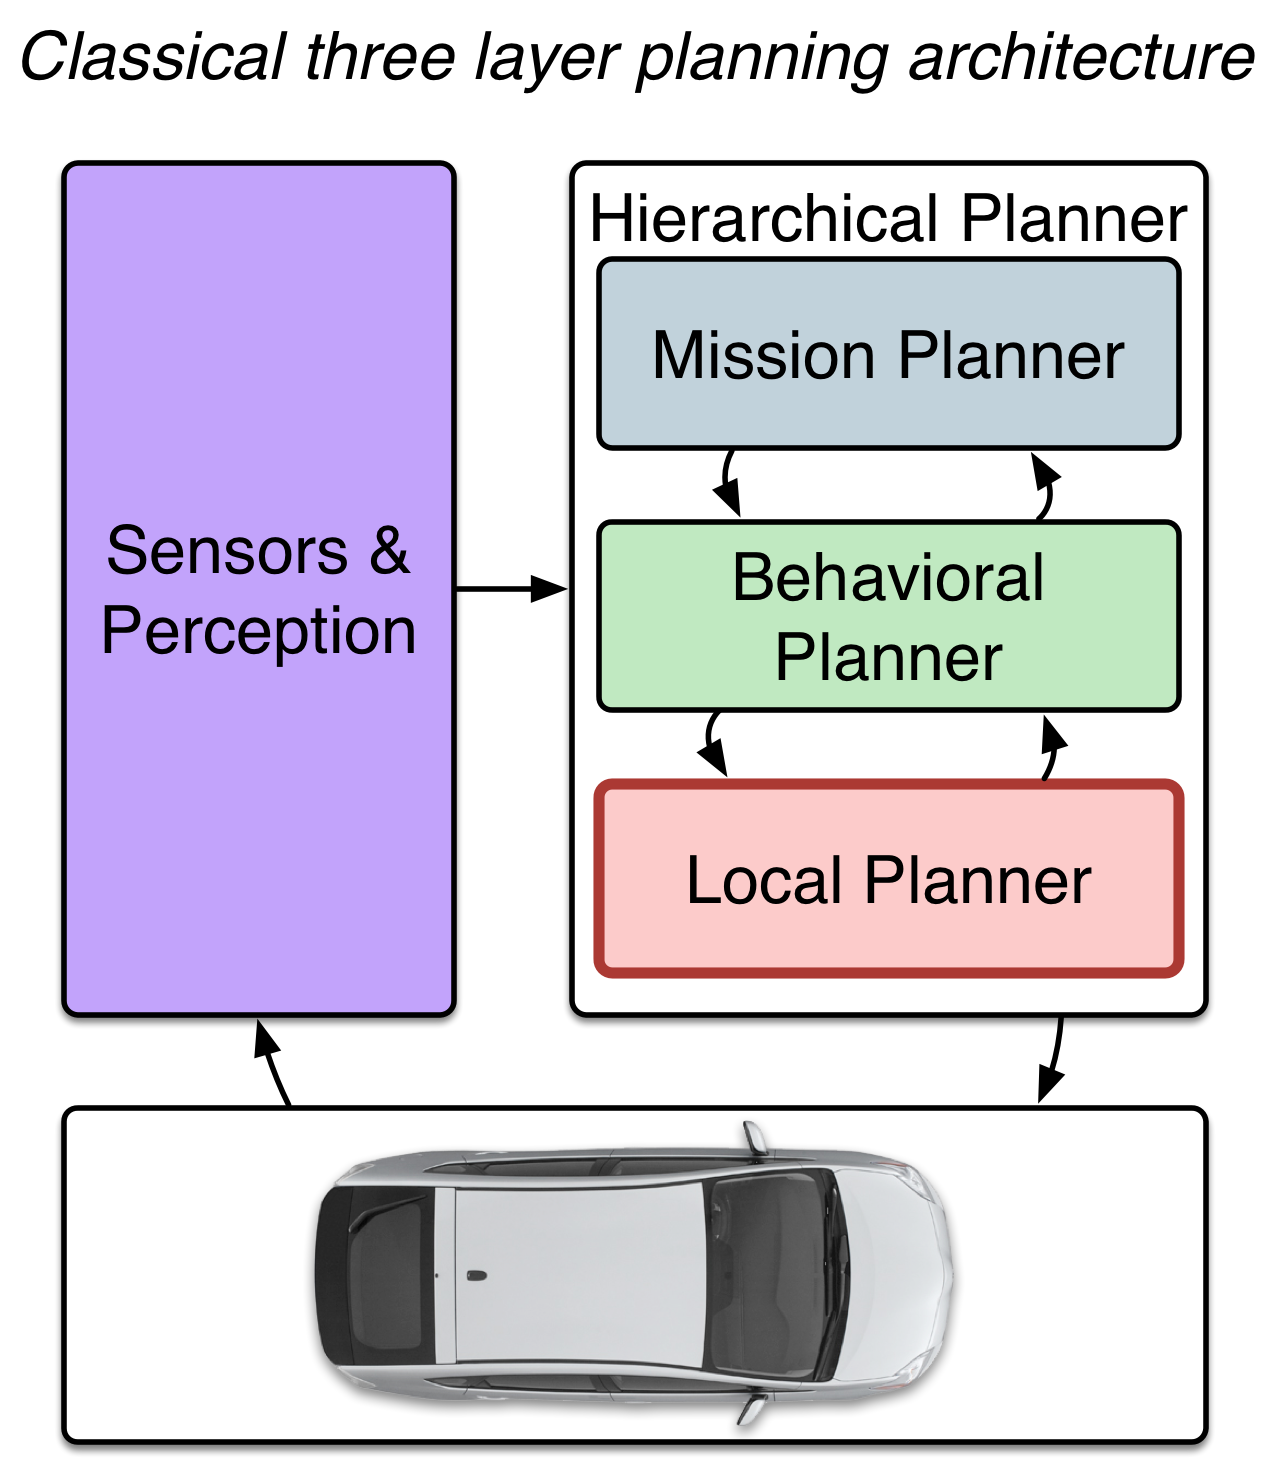 Classical three layer planning architecture
Sensors &
Perception
Hierarchical Planner
Mission Planner
Behavioral
Planner
Local Planner